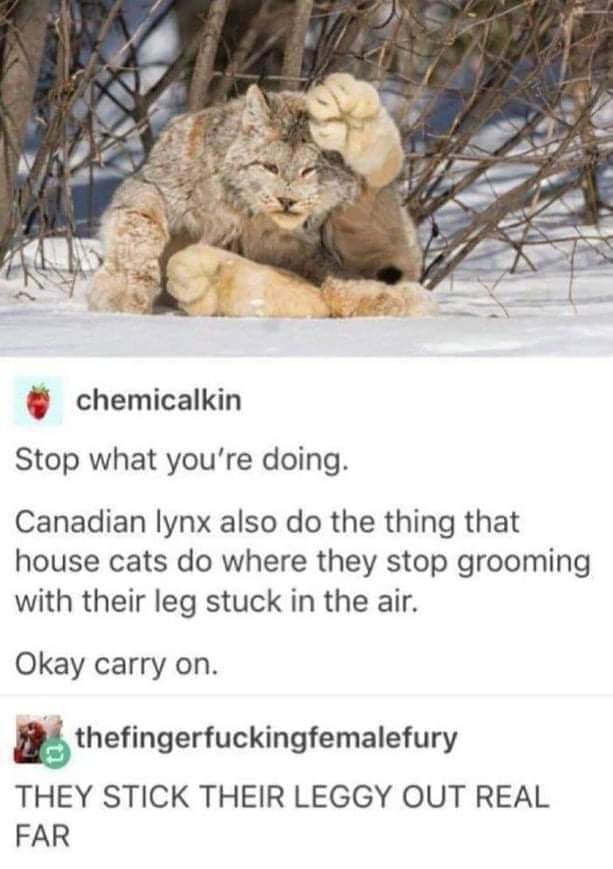 chemicalkin
Stop what you're doing.
Canadian lynx also do the thing that
house cats do where they stop grooming
with their leg stuck in the air.
Okay carry on.
thefingerfuckingfemalefury
THEY STICK THEIR LEGGY OUT REAL
FAR